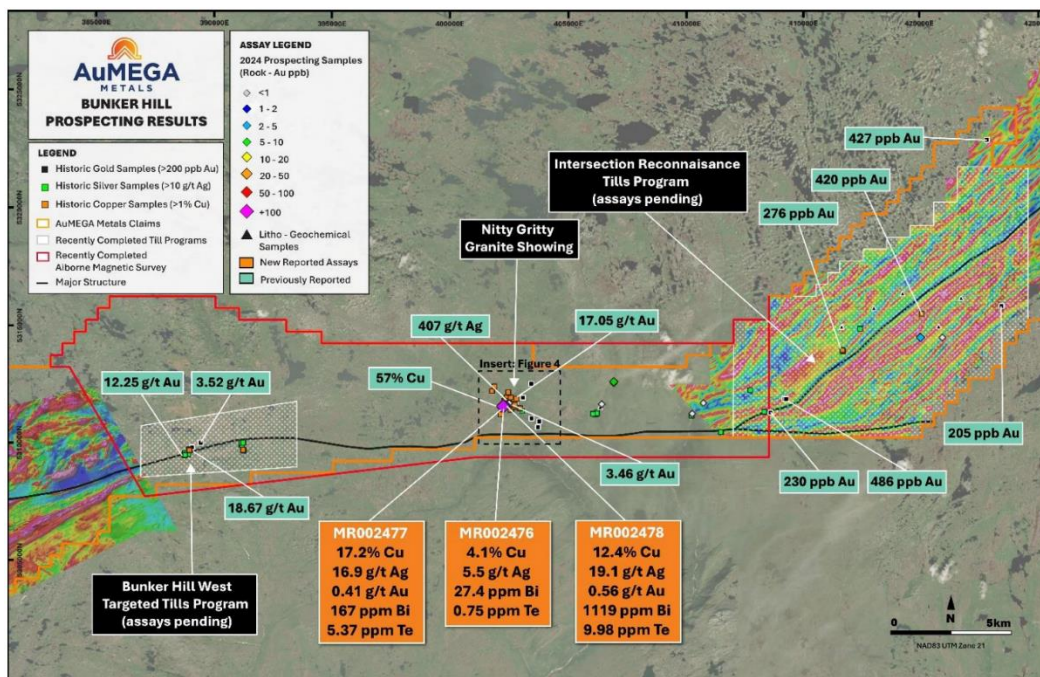 385000E
390000E
395000E
400000E
405000E
410000E
415000E
420000E
AuMEGA
METALS
BUNKER HILL
PROSPECTING RESULTS
LEGEND
Historic Gold Samples (>200 ppb Au)
Historic Silver Samples (>10 g/t Ag)
Historic Copper Samples (>1% Cu)
AuMEGA Metals Claims
Recently Completed Till Programs
Recently Completed
Aiborne Magnetic Survey
Major Structure
ASSAY LEGEND
2024 Prospecting Samples
(Rock - Au ppb)
<1
1 - 2
2 - 5
5 - 10
10 - 20
20 - 50
50 - 100
+100
Litho - Geochemical
Samples
New Reported Assays
Previously Reported
427 ppb Au
Intersection Reconnaisance
Tills Program
(assays pending)
420 ppb Au
276 ppb Au
Nitty Gritty
Granite Showing
407 g/t Ag
17.05 g/t Au
Insert: Figure 4
57% Cu
12.25 g/t Au
3.52 g/t Au
205 ppb Au
3.46 g/t Au
230 ppb Au
486 ppb Au
18.67 g/t Au
Bunker Hill West
Targeted Tills Program
(assays pending)
MR002477
17.2% Cu
16.9 g/t Ag
0.41 g/t Au
167 ppm Bi
5.37 ppm Te
MR002476
4.1% Cu
5.5 g/t Ag
27.4 ppm Bi
0.75 ppm Te
MR002478
12.4% Cu
19.1 g/t Ag
0.56 g/t Au
1119 ppm Bi
9.98 ppm Te
N
0 5km
NAD83 UTM Zone 21